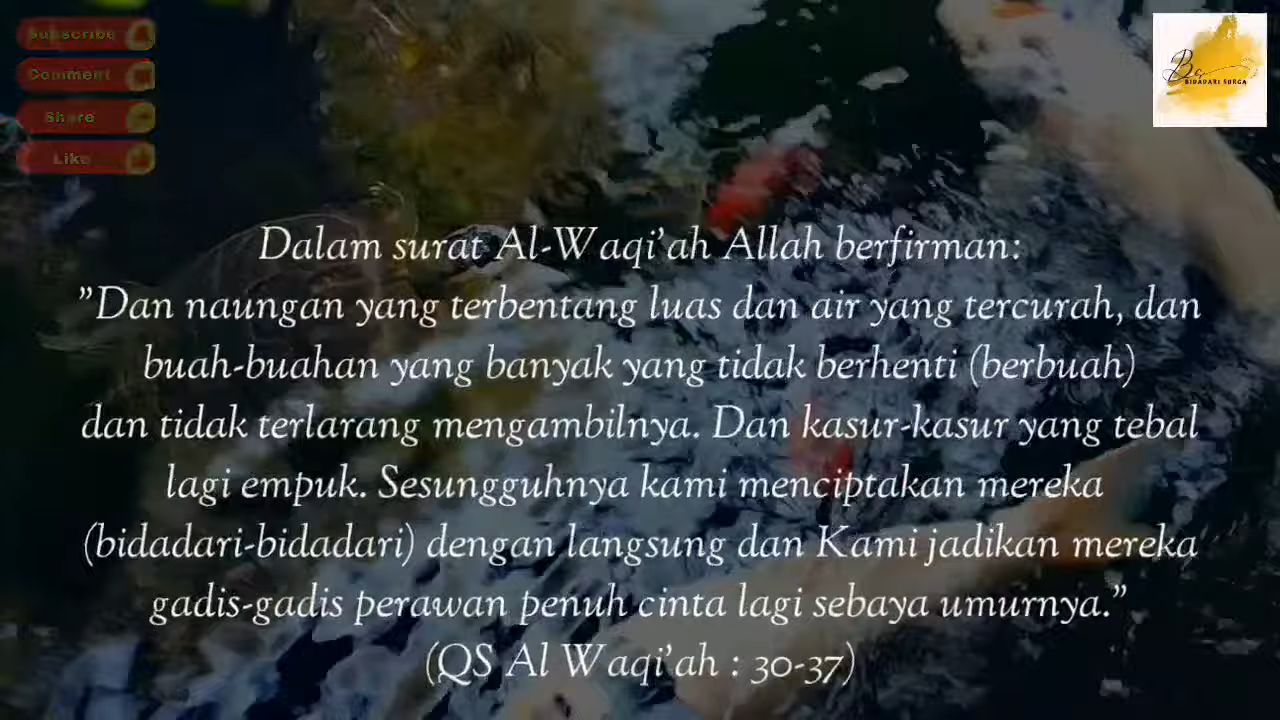 Subscribe
Comment
Share
Like
BIDADARI SURGA
Dalam surat Al-Waqi’ah Allah berfirman:
”Dan naungan yang terbentang luas dan air yang tercurah, dan
buah-buahan yang banyak yang tidak berhenti (berbuah)
dan tidak terlarang mengambilnya. Dan kasur-kasur yang tebal
lagi empuk. Sesungguhnya kami menciptakan mereka
(bidadari-bidadari) dengan langsung dan Kami jadikan mereka
gadis-gadis perawan penuh cinta lagi sebaya umurnya.”
(QS Al Waqi’ah : 30-37)